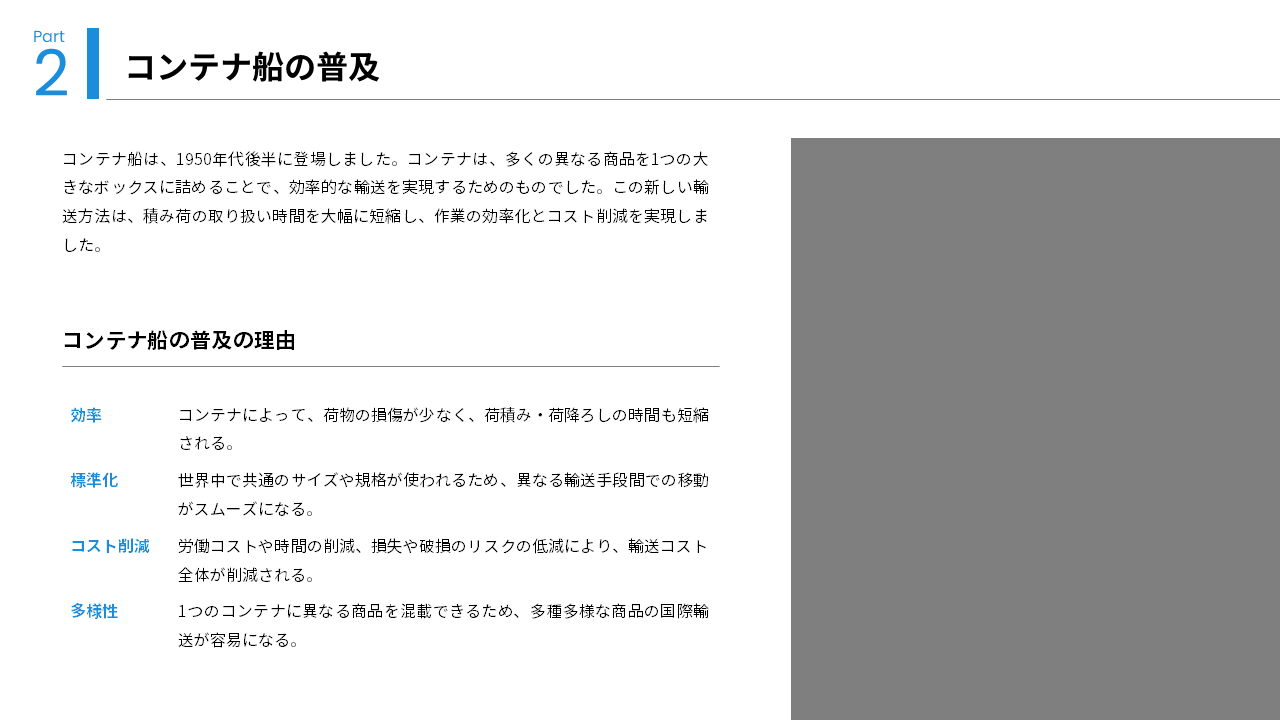 Part
2
コンテナ船の普及
コンテナ船は、1950年代後半に登場しました。コンテナは、多くの異なる商品を1つの大
きなボックスに詰めることで、効率的な輸送を実現するためのものでした。この新しい輸
送方法は、積み荷の取り扱い時間を大幅に短縮し、作業の効率化とコスト削減を実現しま
した。
コンテナ船の普及の理由
効率
コンテナによって、荷物の損傷が少なく、荷積み・荷降ろしの時間も短縮
される。
標準化
世界中で共通のサイズや規格が使われるため、異なる輸送手段間での移動
がスムーズになる。
コスト削減
労働コストや時間の削減、損失や破損のリスクの低減により、輸送コスト
全体が削減される。
多様性
1つのコンテナに異なる商品を混載できるため、多種多様な商品の国際輸
送が容易になる。